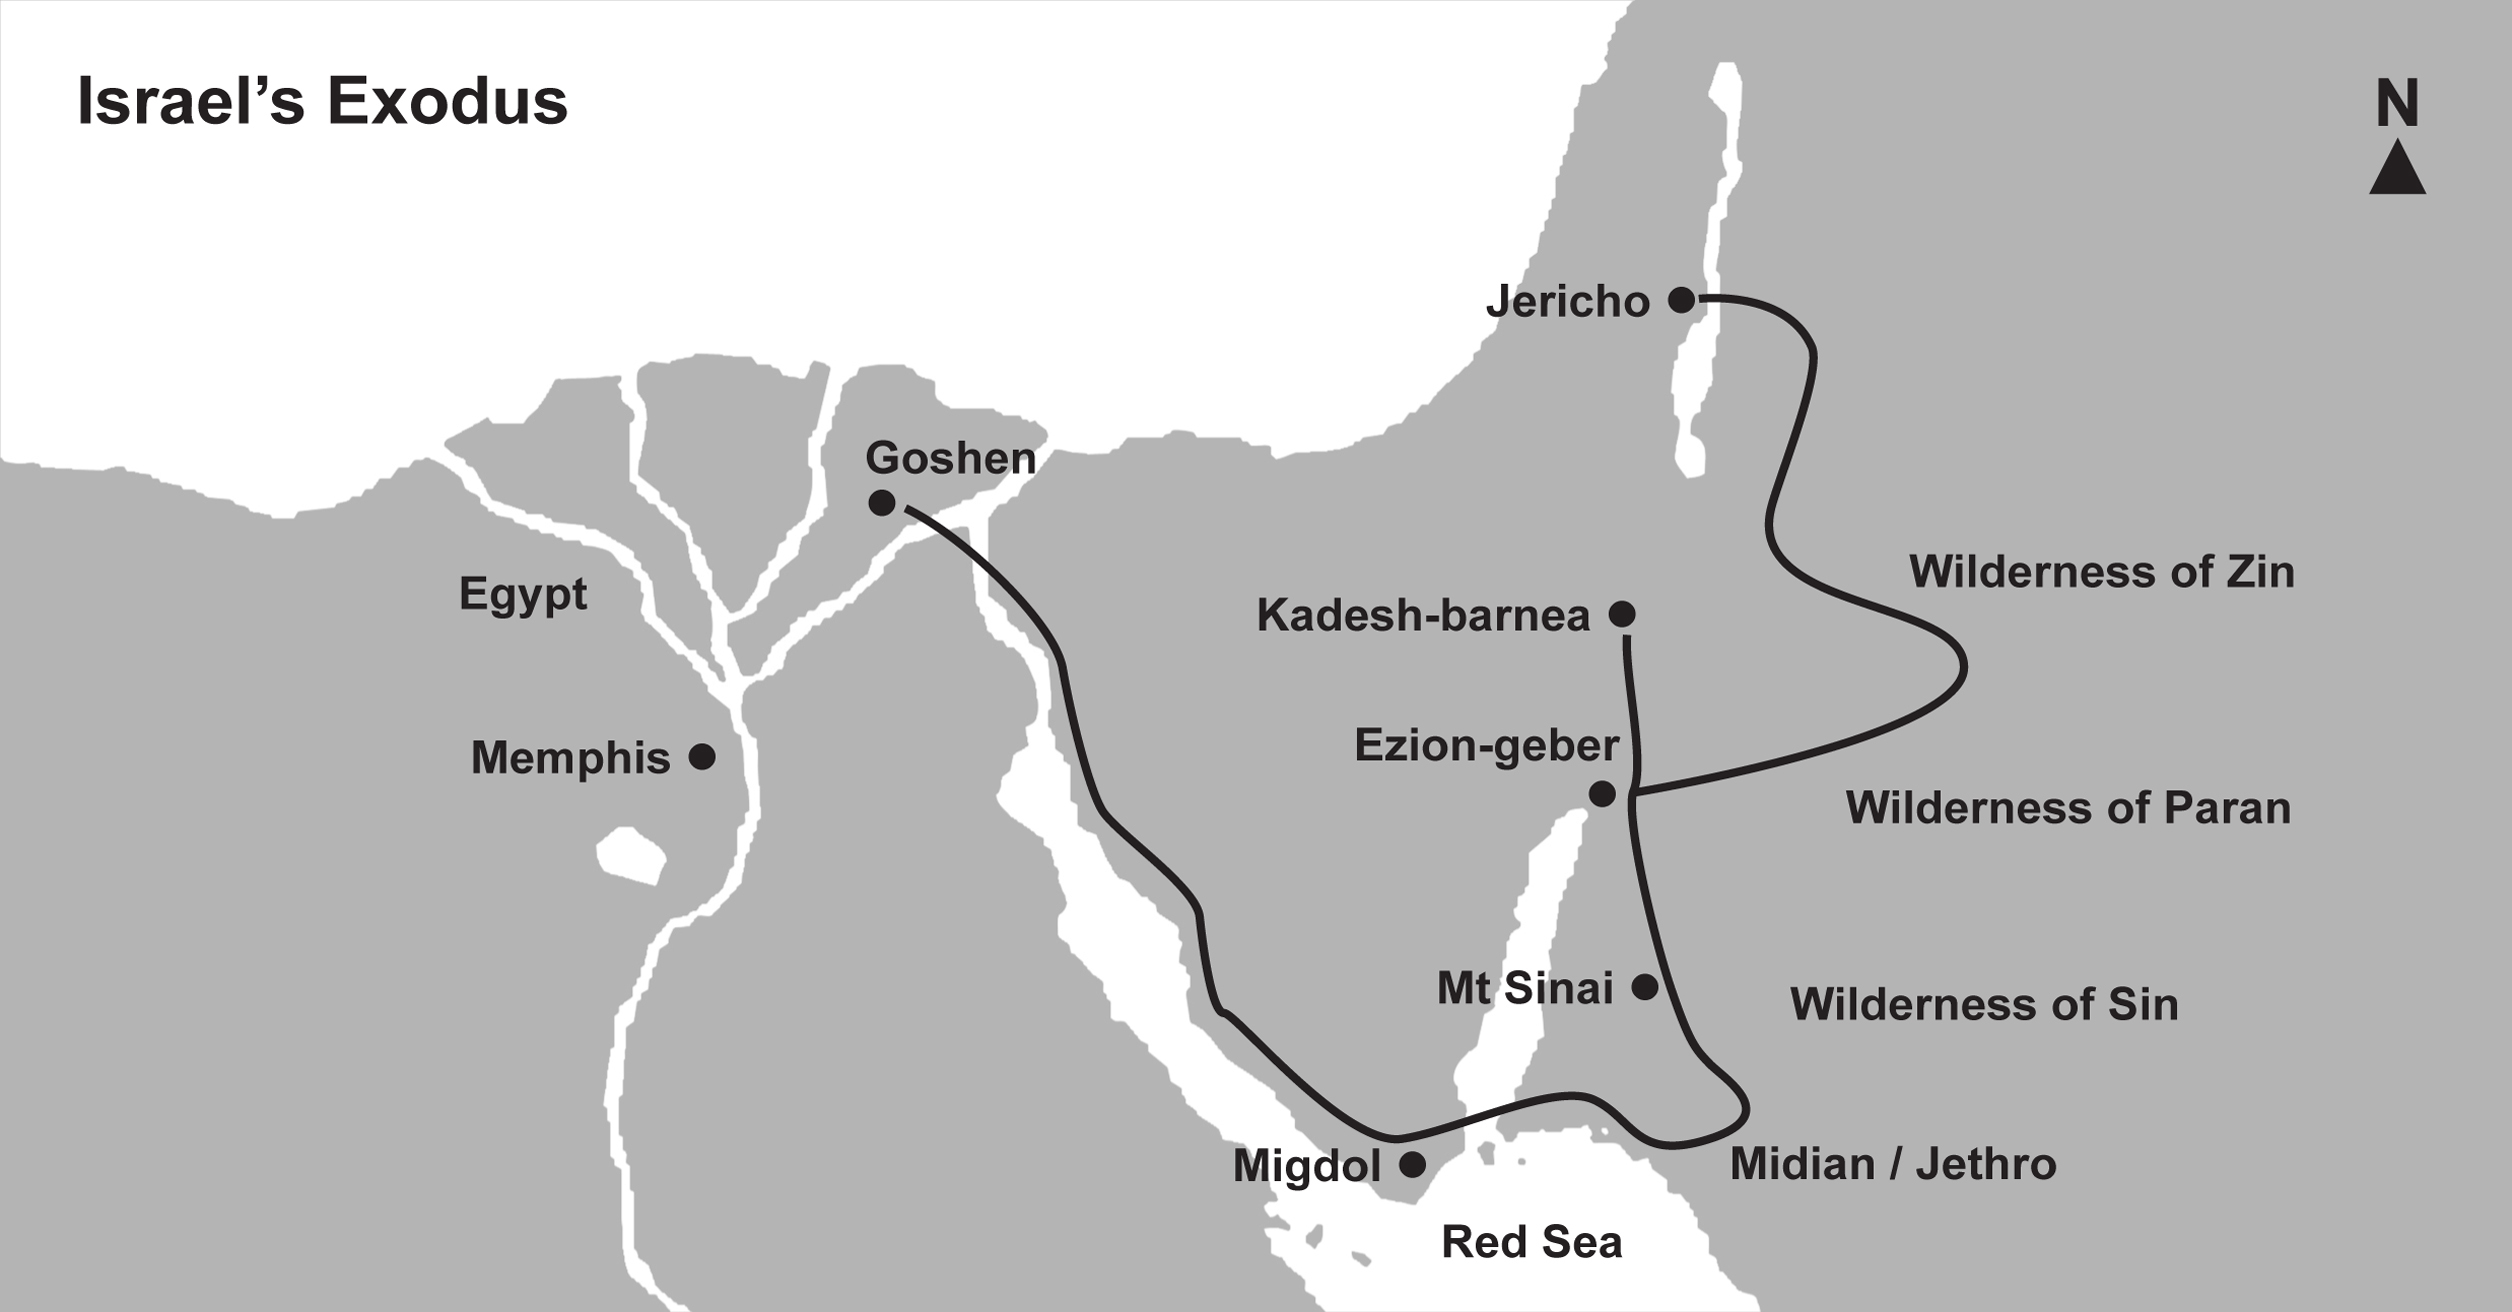 Israel’s Exodus
N
Jericho
Goshen
Wilderness of Zin
Egypt
Kadesh-barnea
Ezion-geber
Memphis
Wilderness of Paran
Mt Sinai
Wilderness of Sin
Migdol
Midian / Jethro
Red Sea